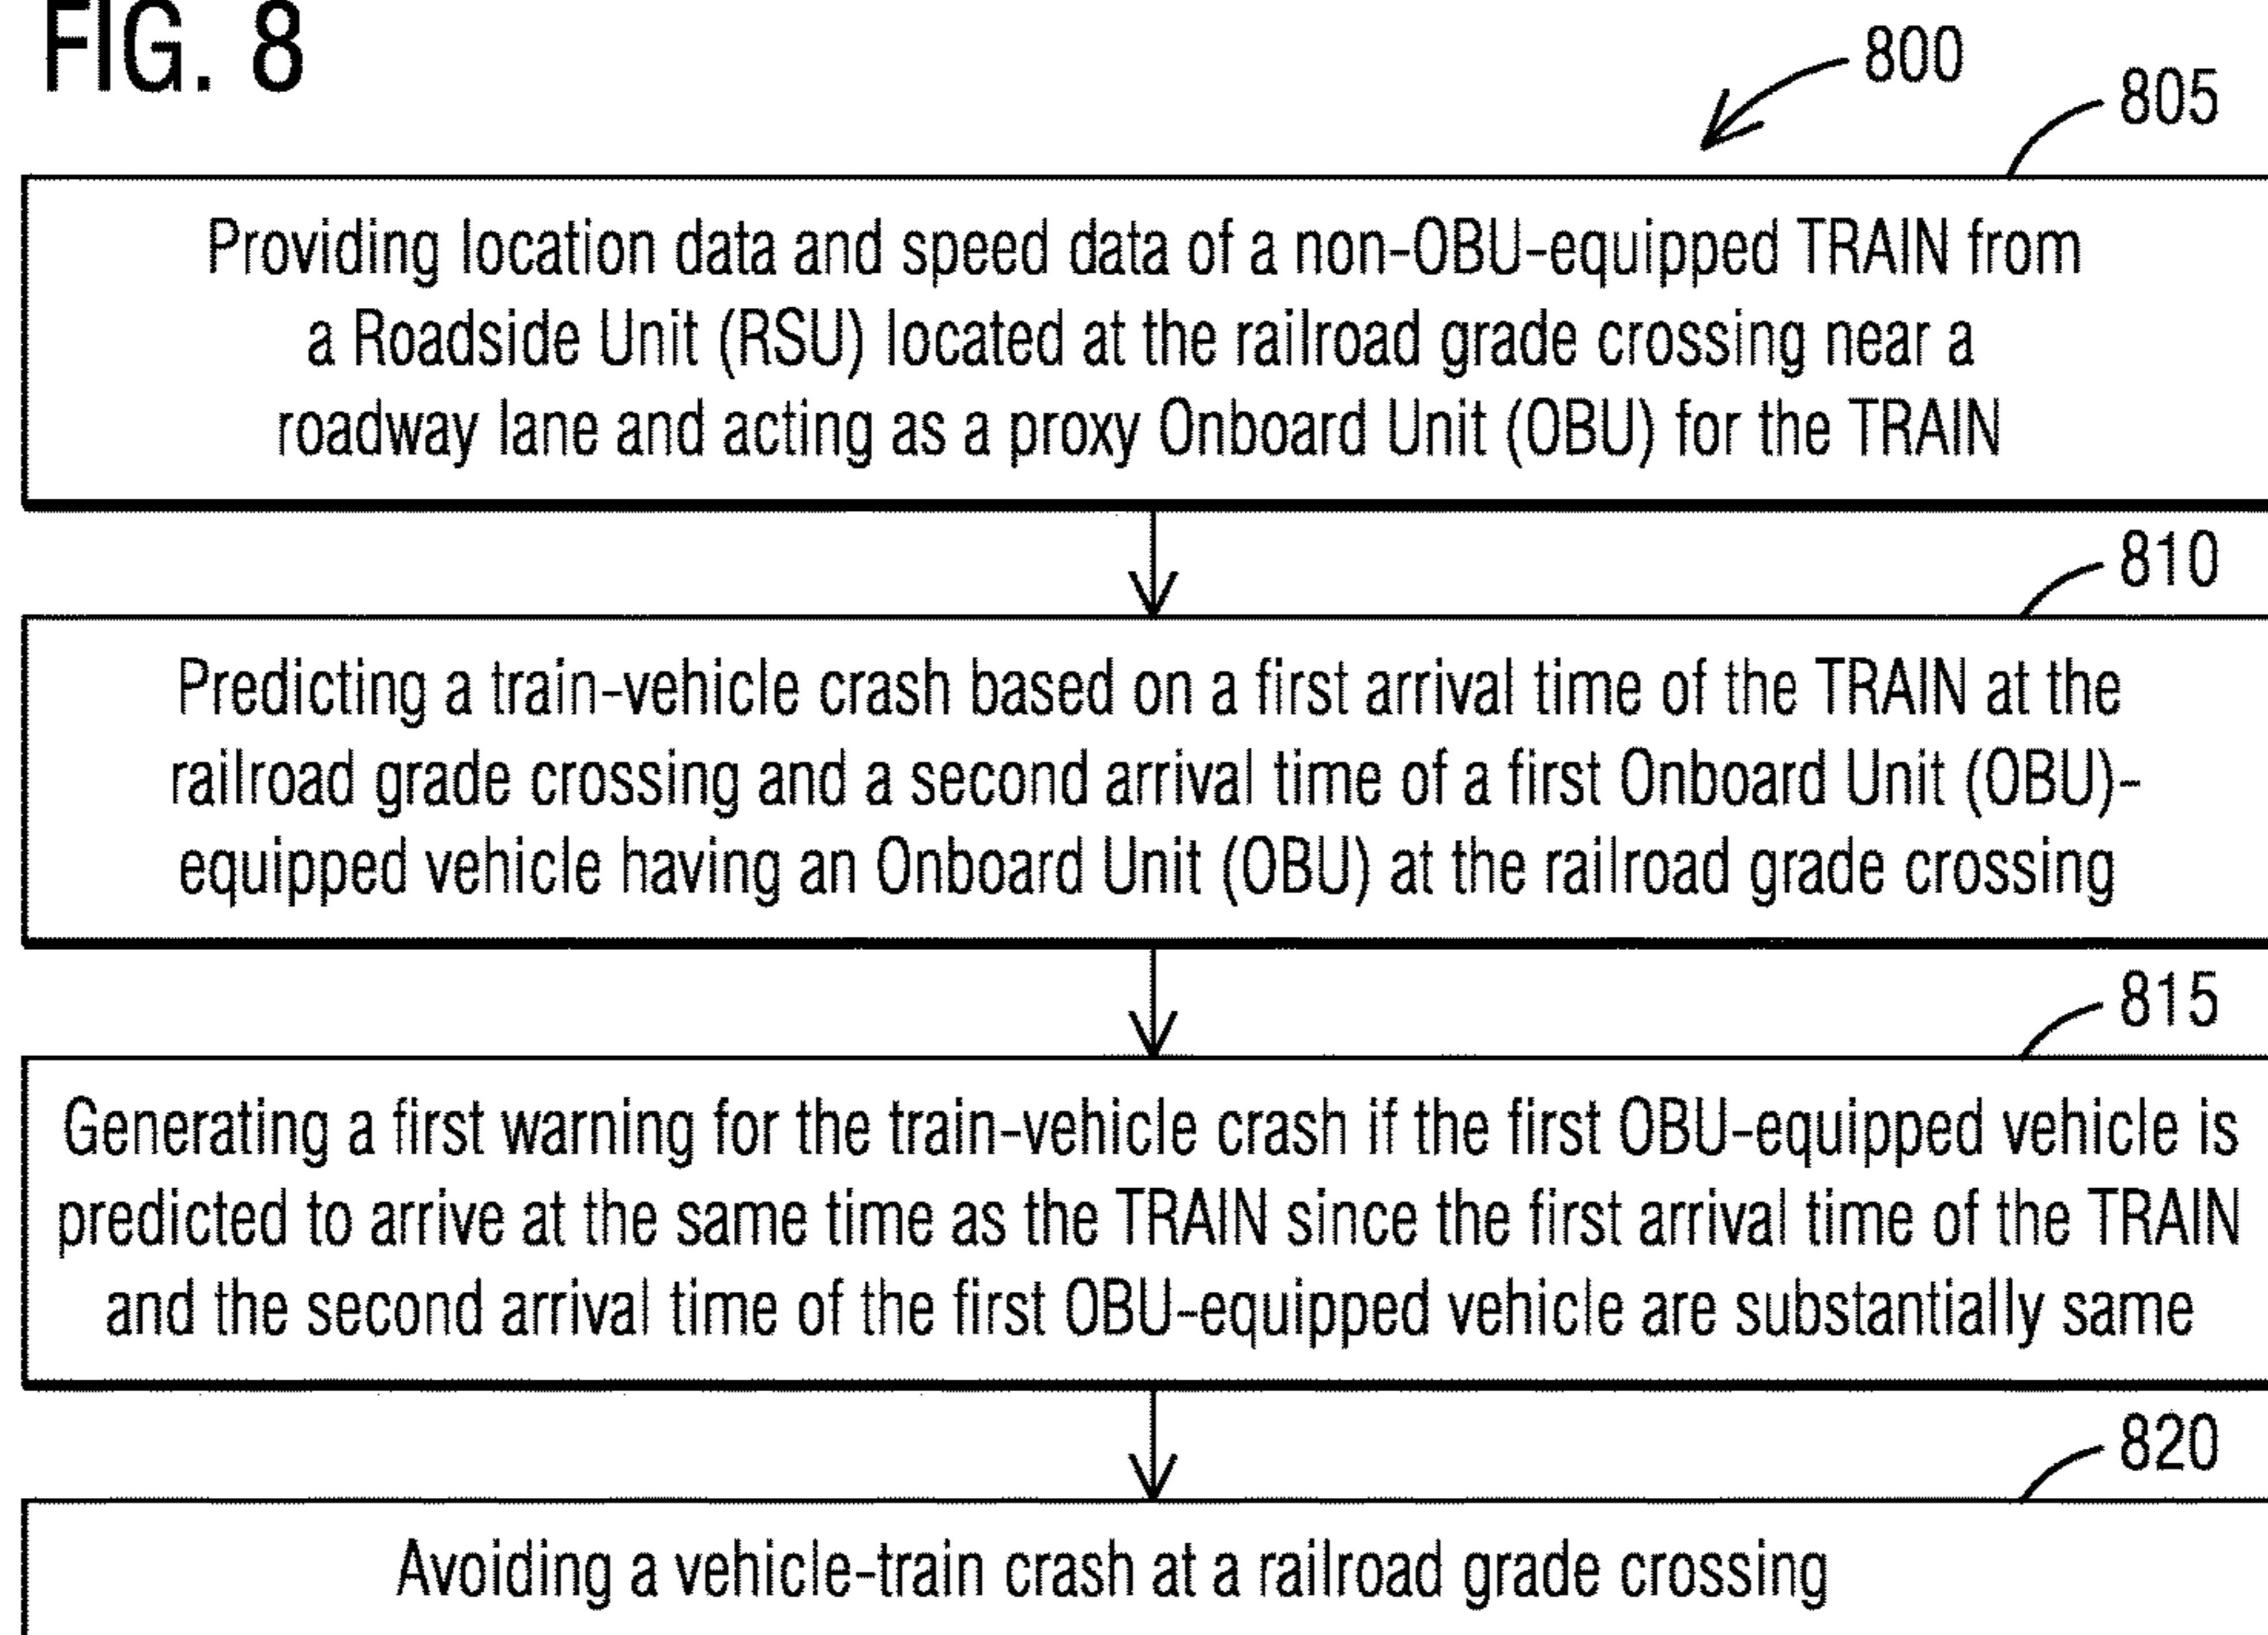 FIG. 8
800
805
Providing location data and speed data of a non-OBU-equipped TRAIN from
a Roadside Unit (RSU) located at the railroad grade crossing near a
roadway lane and acting as a proxy Onboard Unit (OBU) for the TRAIN
810
Predicting a train-vehicle crash based on a first arrival time of the TRAIN at the
railroad grade crossing and a second arrival time of a first Onboard Unit (OBU)-
equipped vehicle having an Onboard Unit (OBU) at the railroad grade crossing
815
Generating a first warning for the train-vehicle crash if the first OBU-equipped vehicle is
predicted to arrive at the same time as the TRAIN since the first arrival time of the TRAIN
and the second arrival time of the first OBU-equipped vehicle are substantially same
820
Avoiding a vehicle-train crash at a railroad grade crossing